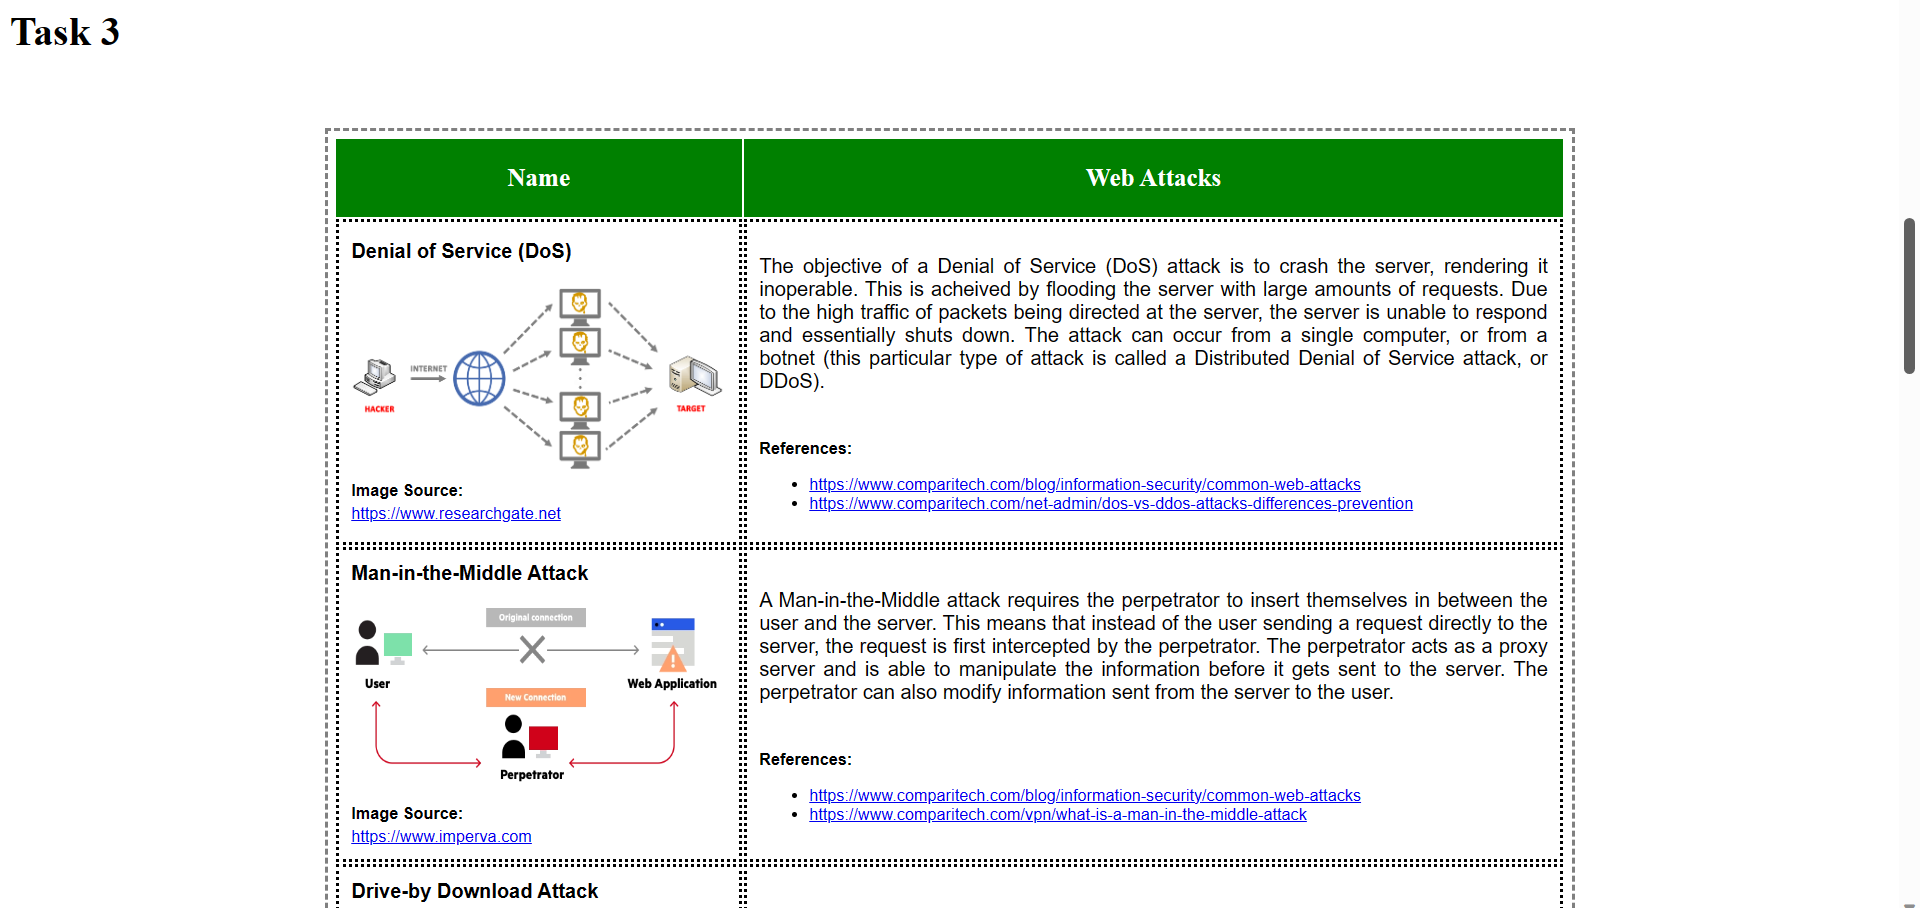 Task 3
Name
Web Attacks
Denial of Service (DoS)
INTERNET
HACKER
TARGET
Image Source:
https://www.researchgate.net
The objective of a Denial of Service (DoS) attack is to crash the server, rendering it
inoperable. This is acheived by flooding the server with large amounts of requests. Due
to the high traffic of packets being directed at the server, the server is unable to respond
and essentially shuts down. The attack can occur from a single computer, or from a
botnet (this particular type of attack is called a Distributed Denial of Service attack, or
DDoS).
References:
https://www.comparitech.com/blog/information-security/common-web-attacks
https://www.comparitech.com/net-admin/dos-vs-ddos-attacks-differences-prevention
Man-in-the-Middle Attack
Original connection
User
Web Application
New Connection
Perpetrator
Image Source:
https://www.imperva.com
A Man-in-the-Middle attack requires the perpetrator to insert themselves in between the
user and the server. This means that instead of the user sending a request directly to the
server, the request is first intercepted by the perpetrator. The perpetrator acts as a proxy
server and is able to manipulate the information before it gets sent to the server. The
perpetrator can also modify information sent from the server to the user.
References:
https://www.comparitech.com/blog/information-security/common-web-attacks
https://www.comparitech.com/vpn/what-is-a-man-in-the-middle-attack
Drive-by Download Attack